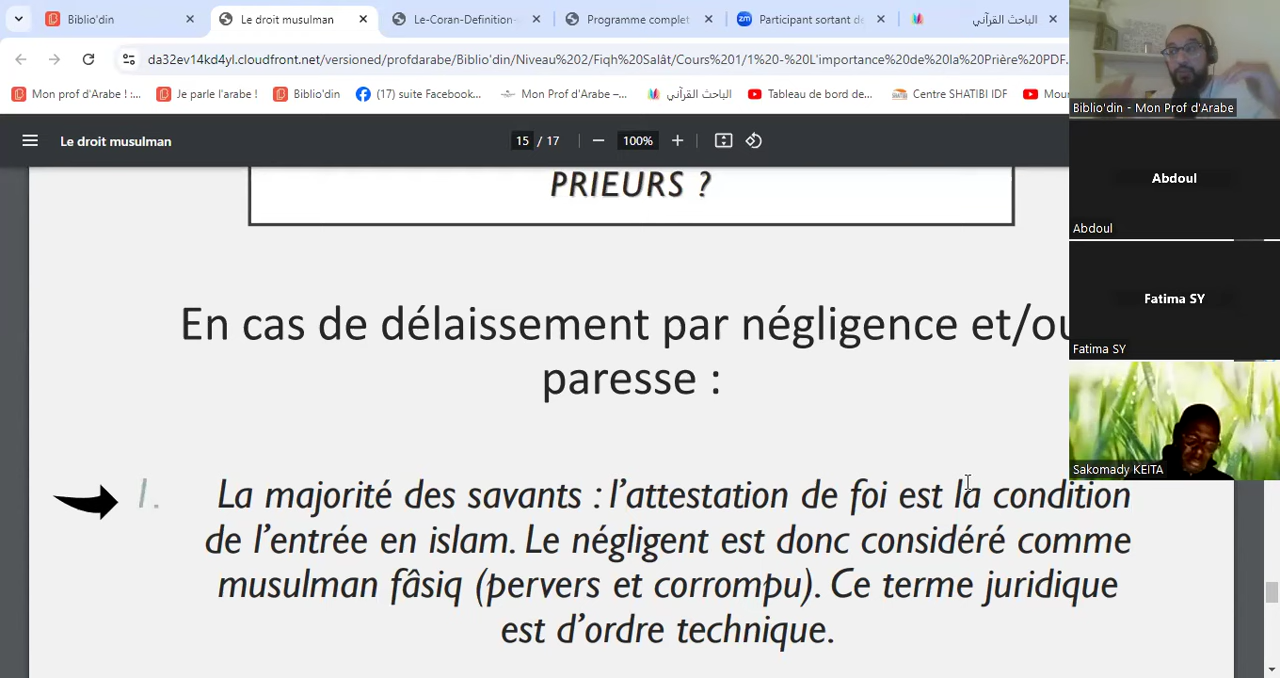 Biblio'din
Le droit musulman
Le-Coran-Definition-
Programme complet
zm
Participant sortant de
الباحث القرآني
da32ev14kd4yl.cloudfront.net/versioned/profdarabe/Biblio'din/Niveau%202/Fiqh%20Salât/Cours%201/1%20-%20L'importance%20de%20la%20Prière%20PDF.
Mon prof d'Arabe ! :...
Je parle l'arabe !
Biblio'din
(17) suite Facebook...
Mon Prof d'Arabe –...
الباحث القرآني
Tableau de bord de...
Centre SHATIBI IDF
Mour
Le droit musulman
15 / 17
100%
PRIEURS ?
En cas de délaissement par négligence et/ou
paresse :
1. La majorité des savants : l'attestation de foi est la condition
de l'entrée en islam. Le négligent est donc considéré comme
musulman fâsiq (pervers et corrompu). Ce terme juridique
est d'ordre technique.
Biblio'din - Mon Prof d'Arabe
Abdoul
Abdoul
Fatima SY
Fatima SY
Sakomady KEITA